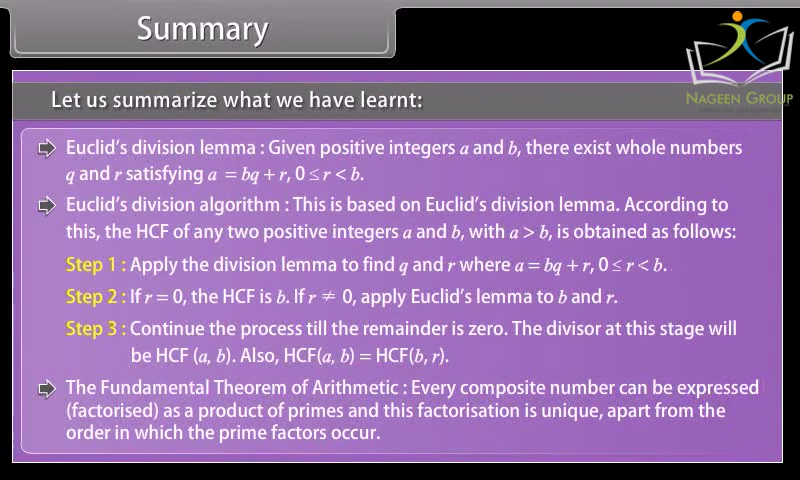 Summary
NAGEEN GROUP
Let us summarize what we have learnt:
Euclid's division lemma : Given positive integers a and b, there exist whole numbers
q and r satisfying a = bq + r, 0 ≤ r < b.
Euclid's division algorithm : This is based on Euclid's division lemma. According to
this, the HCF of any two positive integers a and b, with a > b, is obtained as follows:
Step 1 : Apply the division lemma to find q and r where a = bq + r, 0 ≤ r < b.
Step 2 : If r = 0, the HCF is b. If r ≠ 0, apply Euclid's lemma to b and r.
Step 3 : Continue the process till the remainder is zero. The divisor at this stage will
be HCF (a, b). Also, HCF(a, b) = HCF(b, r).
The Fundamental Theorem of Arithmetic : Every composite number can be expressed
(factorised) as a product of primes and this factorisation is unique, apart from the
order in which the prime factors occur.